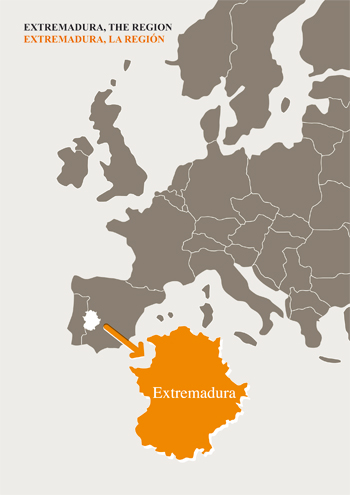 EXTREMADURA, THE REGION
EXTREMADURA, LA REGIÓN
Extremadura